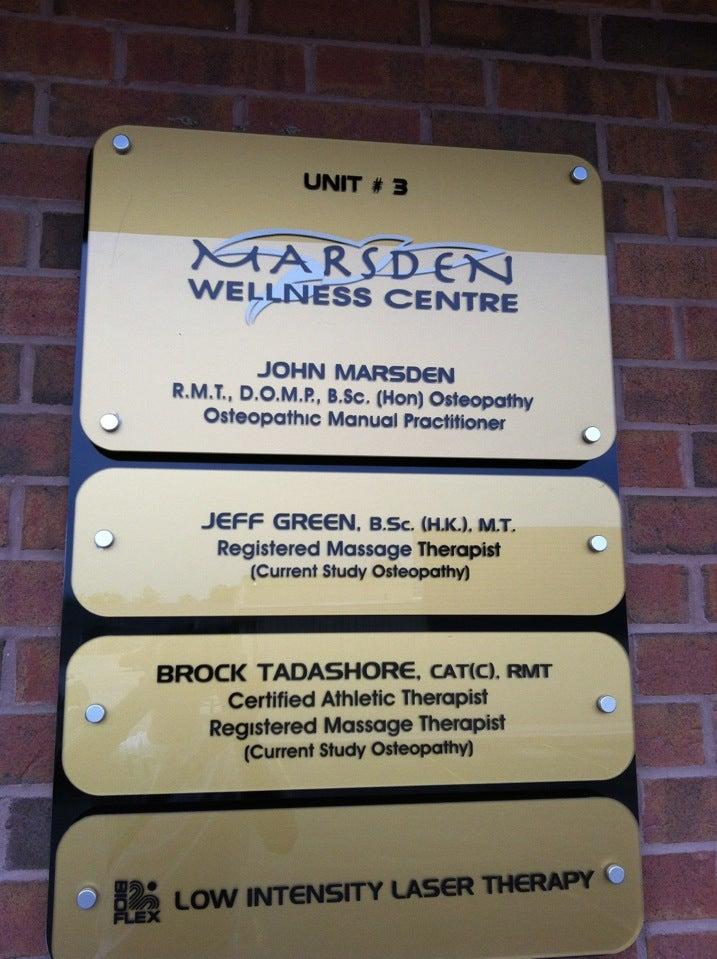 UNIT # 3
MARSDEN
WELLNESS CENTRE
JOHN MARSDEN
R.M.T., D.O.M.P., B.Sc. (Hon) Osteopathy
Osteopathic Manual Practitioner
JEFF GREEN, B.Sc. (H.K.), M.T.
Registered Massage Therapist
(Current Study Osteopathy)
BROCK TADASHORE, CAT(C), RMT
Certified Athletic Therapist
Registered Massage Therapist
(Current Study Osteopathy)
BIOFLEX LOW INTENSITY LASER THERAPY